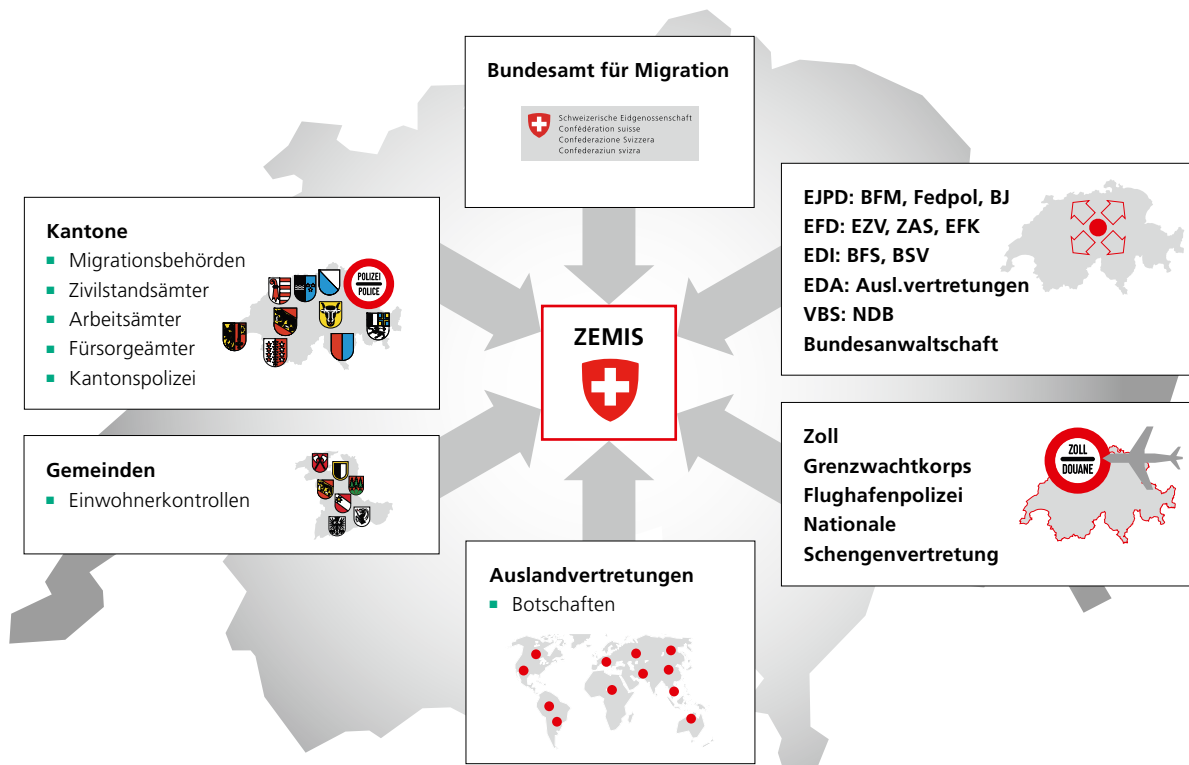 Bundesamt für Migration
Schweizerische Eidgenossenschaft
Confédération suisse
Confederazione Svizzera
Confederaziun svizra
Kantone
Migrationsbehörden
Zivilstandsämter
Arbeitsämter
Fürsorgeämter
Kantonspolizei
POLIZEI
POLICE
EJPD: BFM, Fedpol, BJ
EFD: EZV, ZAS, EFK
EDI: BFS, BSV
EDA: Ausl.vertretungen
VBS: NDB
Bundesanwaltschaft
ZEMIS
Gemeinden
Einwohnerkontrollen
Zoll
Grenzwachtkorps
Flughafenpolizei
Nationale
Schengenvertretung
ZOLL
DOUANE
Auslandvertretungen
Botschaften